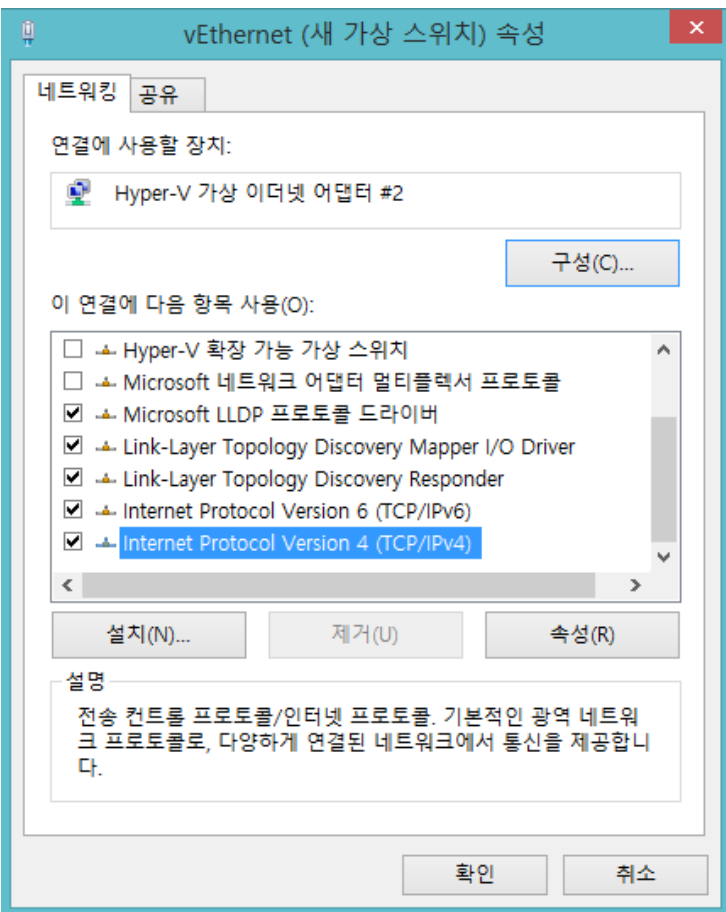 vEthernet (새 가상 스위치) 속성
네트워킹 공유
연결에 사용할 장치:
Hyper-V 가상 이더넷 어댑터 #2
구성(C)...
이 연결에 다음 항목 사용(O):
Hyper-V 확장 가능 가상 스위치
Microsoft 네트워크 어댑터 멀티플렉서 프로토콜
Microsoft LLDP 프로토콜 드라이버
Link-Layer Topology Discovery Mapper I/O Driver
Link-Layer Topology Discovery Responder
Internet Protocol Version 6 (TCP/IPv6)
Internet Protocol Version 4 (TCP/IPv4)
설치(N)... 제거(U) 속성(R)
설명
전송 컨트롤 프로토콜/인터넷 프로토콜. 기본적인 광역 네트워
크 프로토콜로, 다양하게 연결된 네트워크에서 통신을 제공합니
다.
확인 취소